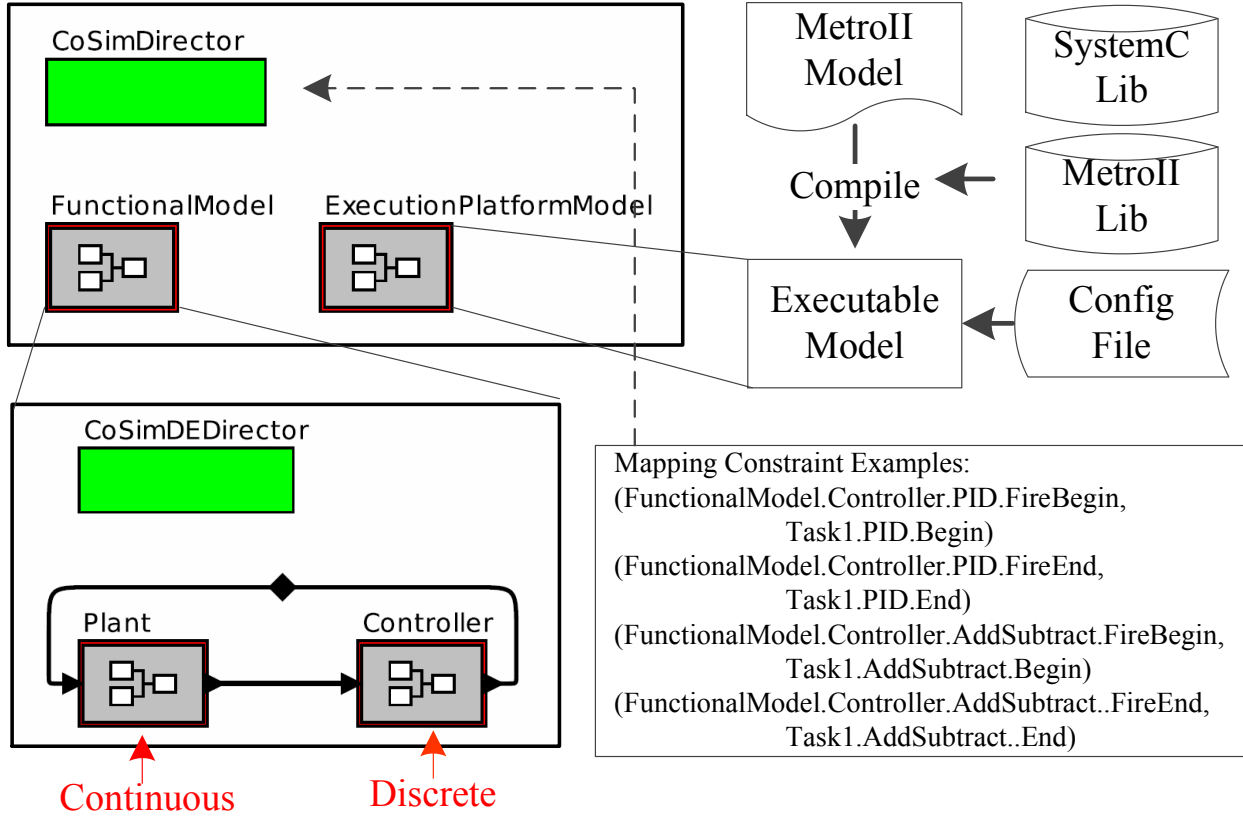 CoSimDirector
FunctionalModel
ExecutionPlatformModel
MetroII
Model
SystemC
Lib
Compile
MetroII
Lib
Executable
Model
Config
File
CoSimDEDirector
Plant
Controller
Continuous
Discrete
Mapping Constraint Examples:
(FunctionalModel.Controller.PID.FireBegin,
Task1.PID.Begin)
(FunctionalModel.Controller.PID.FireEnd,
Task1.PID.End)
(FunctionalModel.Controller.AddSubtract.FireBegin,
Task1.AddSubtract.Begin)
(FunctionalModel.Controller.AddSubtract..FireEnd,
Task1.AddSubtract..End)